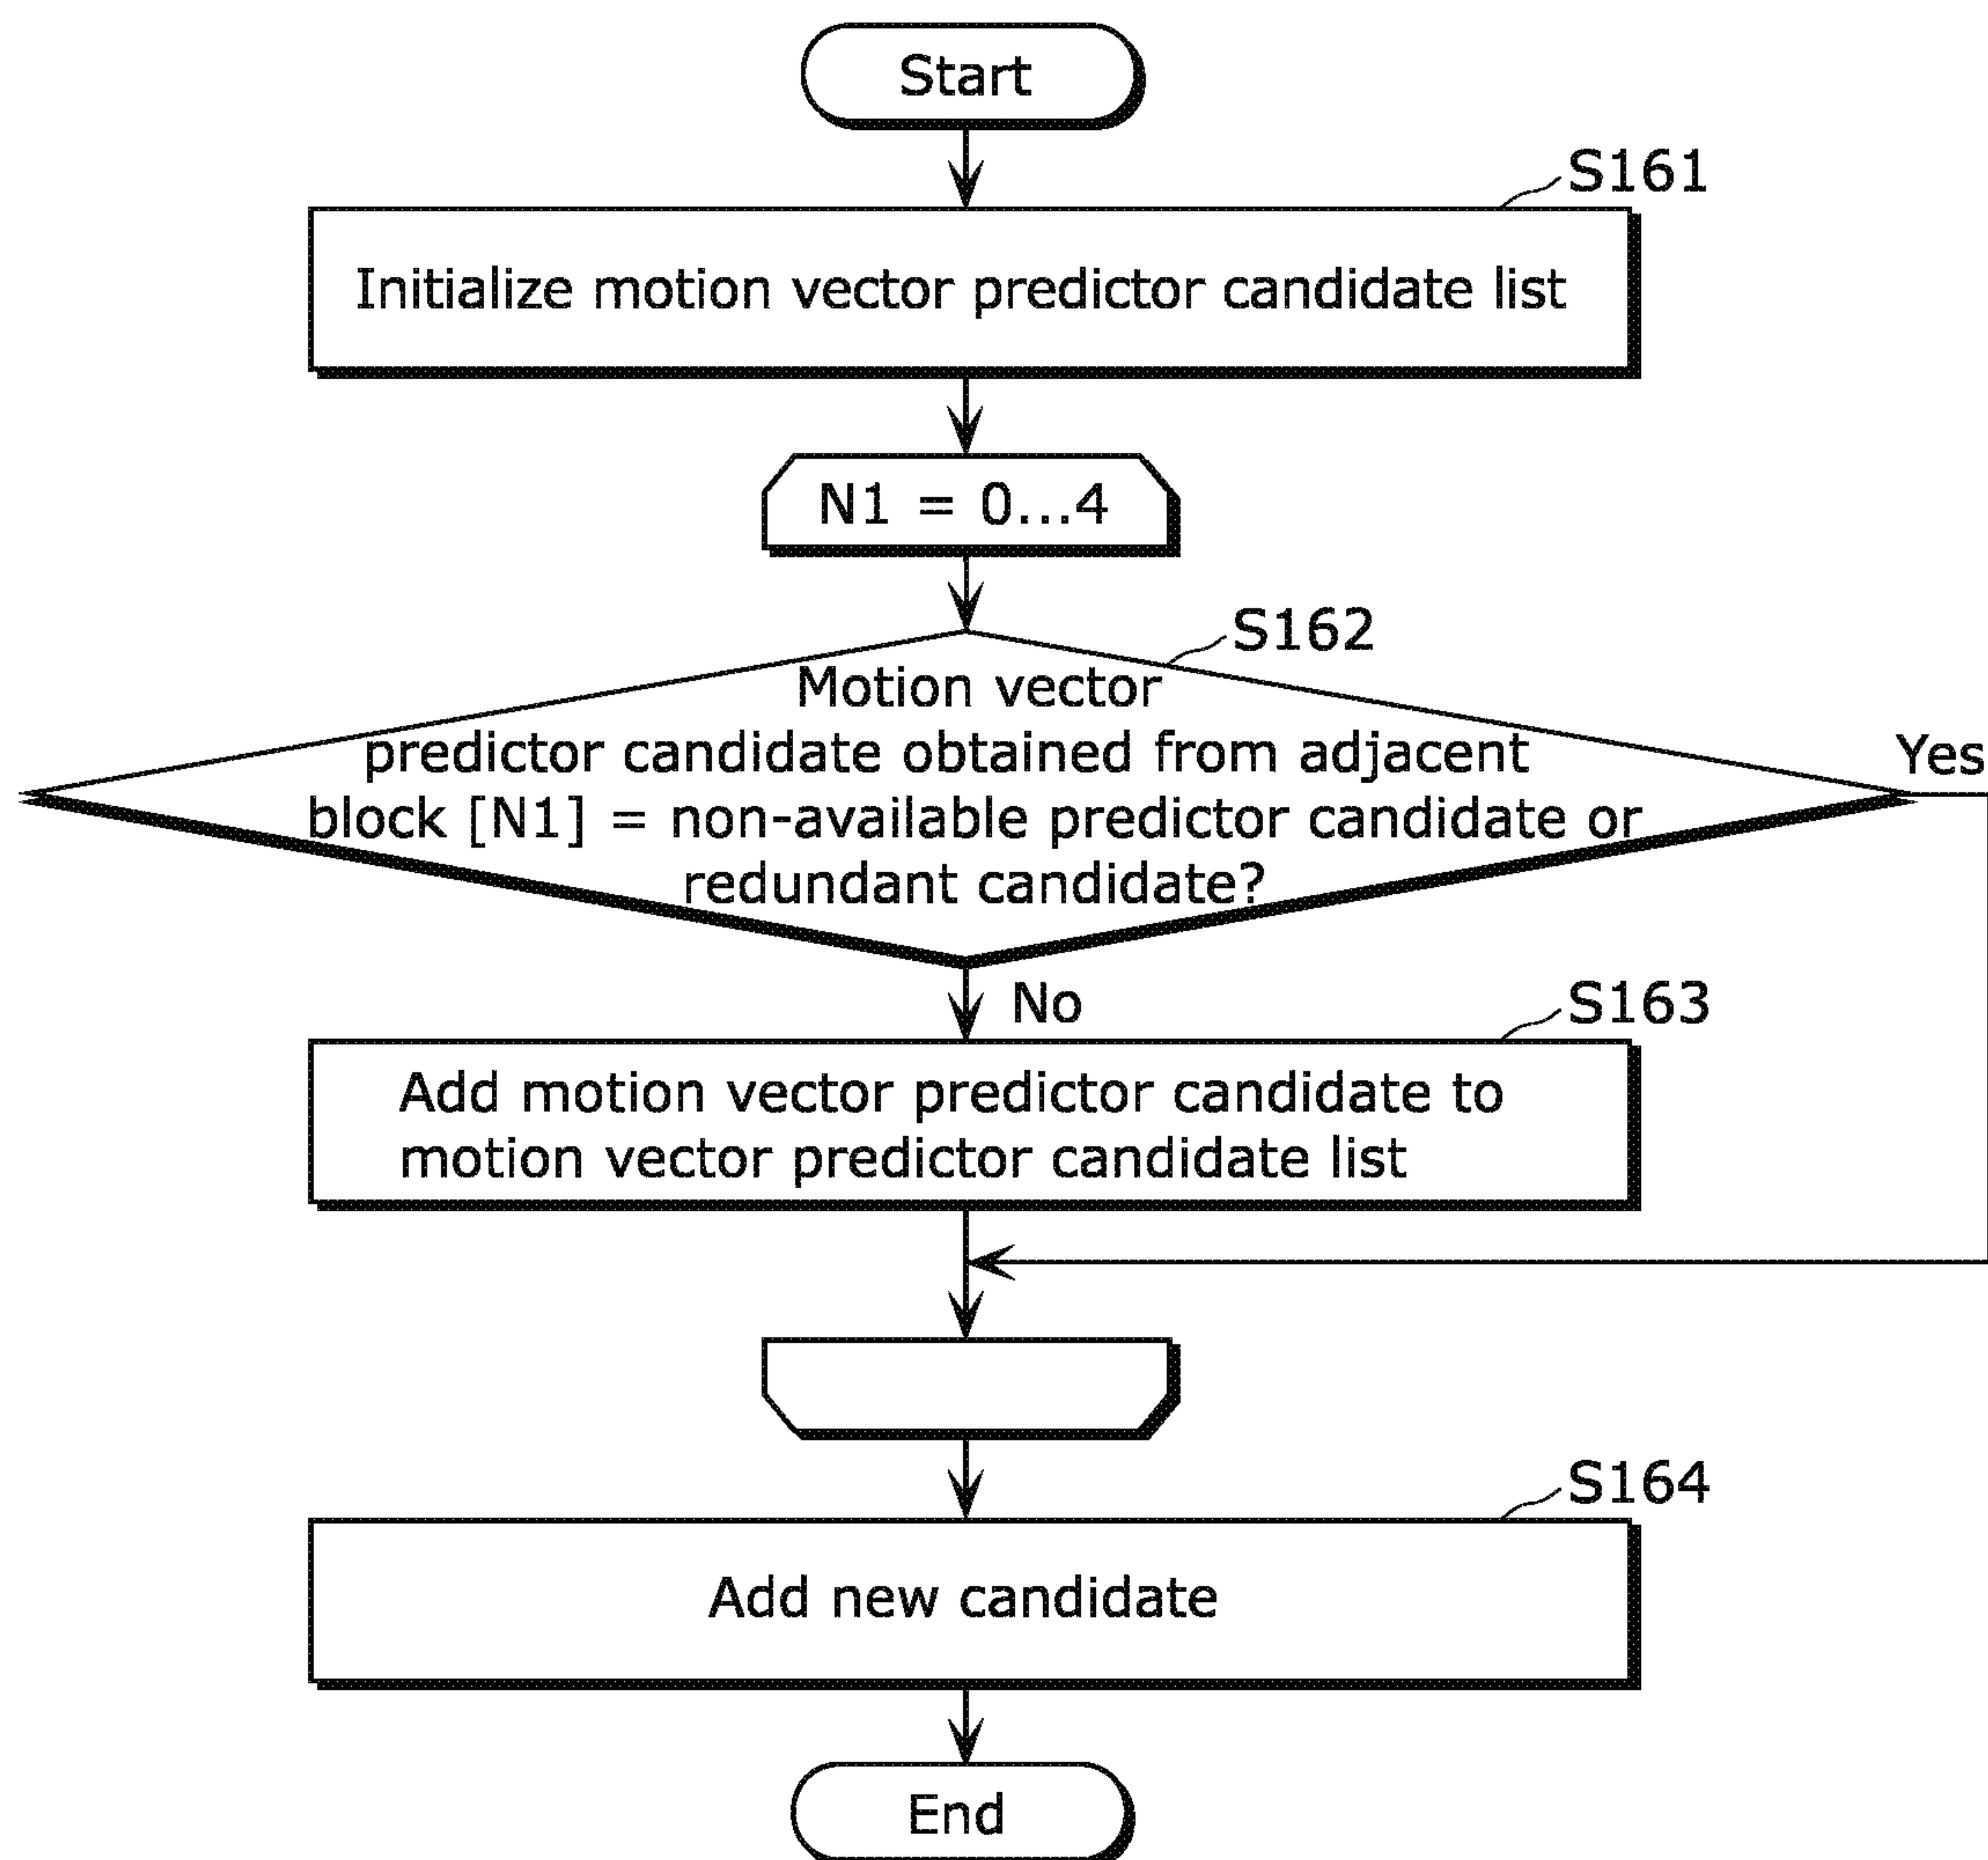 Start
S161
Initialize motion vector predictor candidate list
N1 = 0...4
S162
Motion vector
predictor candidate obtained from adjacent
Yes
block [N1] = non-available predictor candidate or
redundant candidate?
No
S163
Add motion vector predictor candidate to
motion vector predictor candidate list
S164
Add new candidate
End